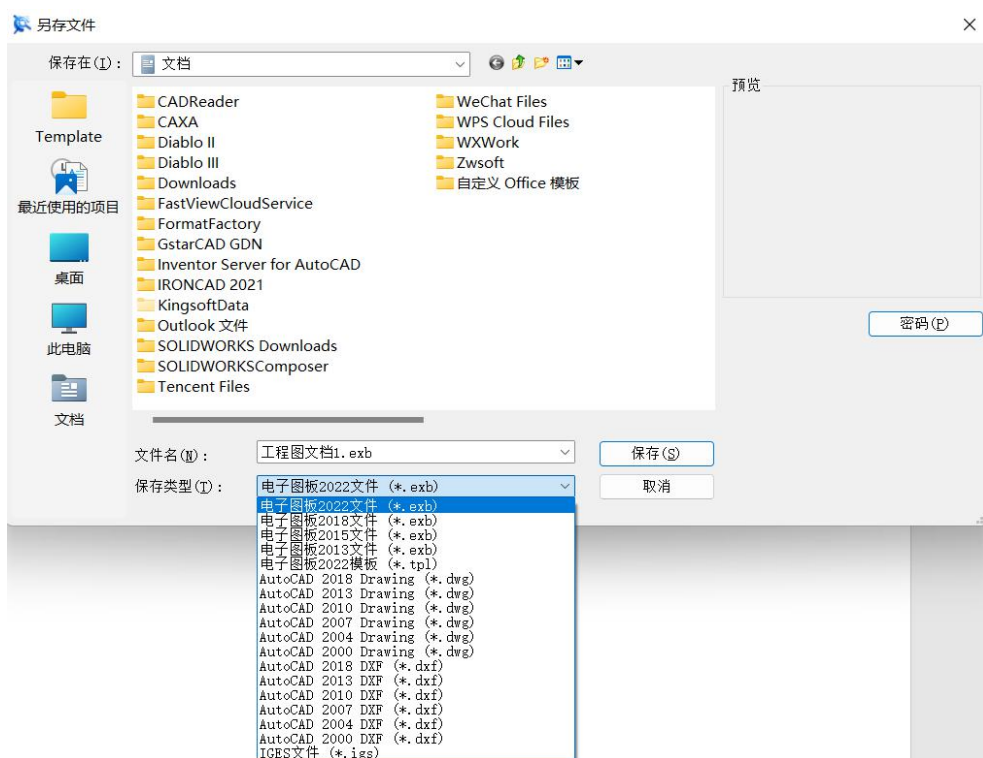 另存文件
保存在(I):
文档
预览
Template
最近使用的项目
桌面
此电脑
文档
CADReader
CAXA
Diablo II
Diablo III
Downloads
FastViewCloudService
FormatFactory
GstarCAD GDN
Inventor Server for AutoCAD
IRONCAD 2021
KingsoftData
Outlook 文件
SOLIDWORKS Downloads
SOLIDWORKSComposer
Tencent Files
WeChat Files
WPS Cloud Files
WXWork
Zwsoft
自定义 Office 模板
密码(P)
文件名(N):
工程图文档1.exb
保存(S)
保存类型(T):
电子图板2022文件 (*.exb)
取消
电子图板2022文件 (*.exb)
电子图板2018文件 (*.exb)
电子图板2015文件 (*.exb)
电子图板2013文件 (*.exb)
电子图板2022模板 (*.tpl)
AutoCAD 2018 Drawing (*.dwg)
AutoCAD 2013 Drawing (*.dwg)
AutoCAD 2010 Drawing (*.dwg)
AutoCAD 2007 Drawing (*.dwg)
AutoCAD 2004 Drawing (*.dwg)
AutoCAD 2000 Drawing (*.dwg)
AutoCAD 2018 DXF (*.dxf)
AutoCAD 2013 DXF (*.dxf)
AutoCAD 2010 DXF (*.dxf)
AutoCAD 2007 DXF (*.dxf)
AutoCAD 2004 DXF (*.dxf)
AutoCAD 2000 DXF (*.dxf)
IGES文件 (*.igs)